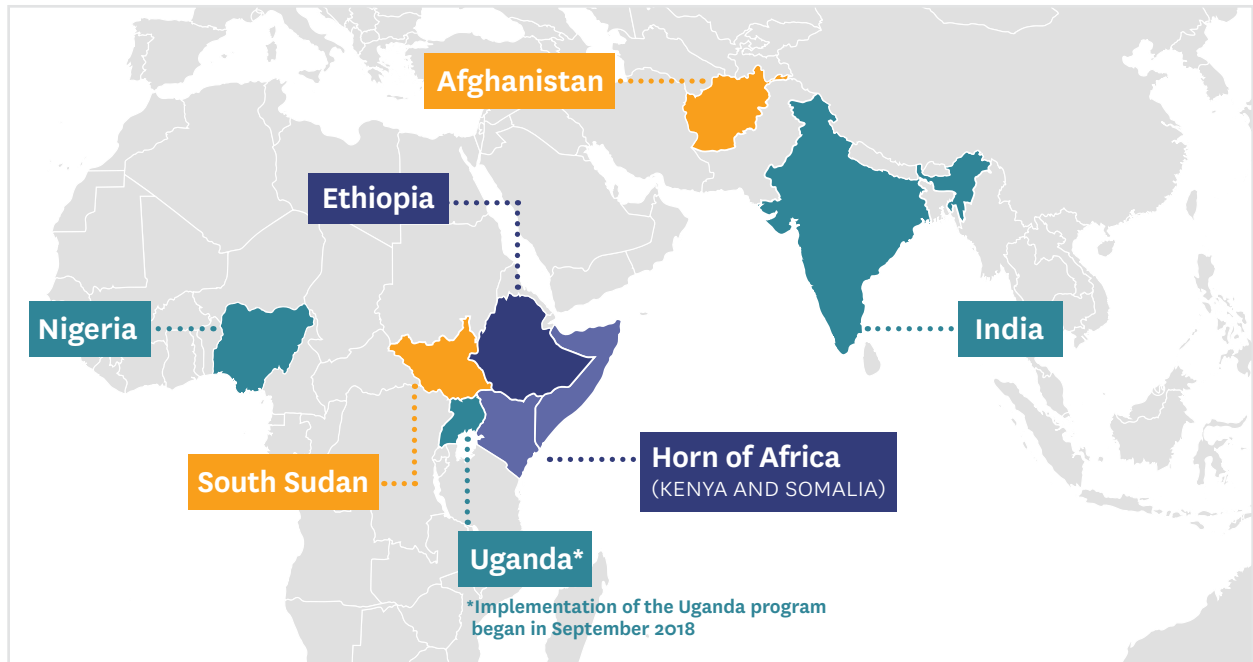 Afghanistan
Ethiopia
Nigeria
India
Horn of Africa
(KENYA AND SOMALIA)
South Sudan
Uganda*
*Implementation of the Uganda program
began in September 2018